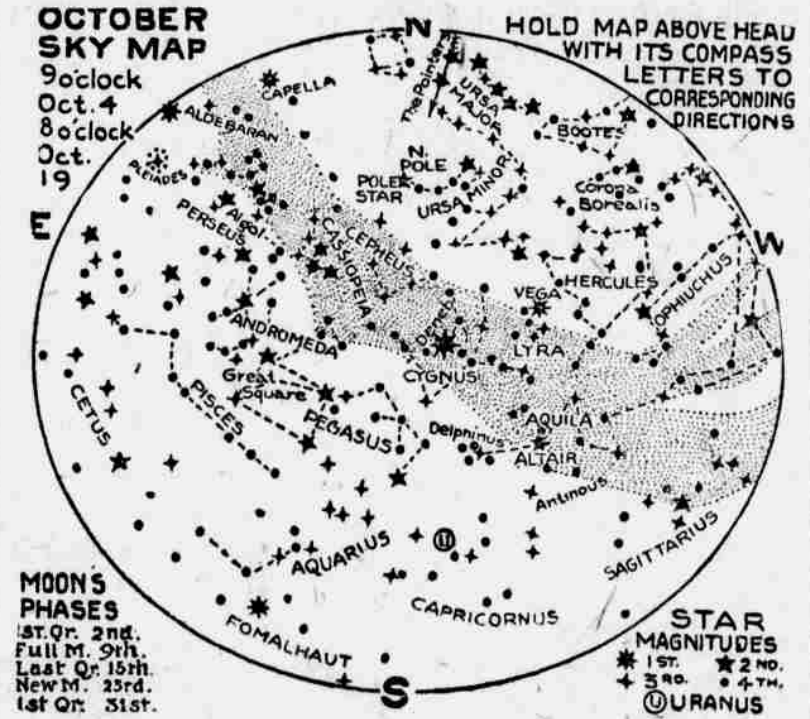 OCTOBER
SKY MAP
9 o'clock
Oct. 4
8 o'clock
Oct.
19
HOLD MAP ABOVE HEAD
WITH ITS COMPASS
LETTERS TO
CORRESPONDING
DIRECTIONS
N
The Pointers
URSA
MAJOR
CAPELLA
ALDEBARAN
BOOTES
N.
POLE
PLEIADES
POLE
STAR
URSA MINOR
Corona
Borealis
Algol
PERSEUS
E
W
CEPHEUS
CASSIOPEIA
HERCULES
OPHIUCHUS
VEGA
Deneb
ANDROMEDA
LYRA
Great
Square
CYGNUS
PISCES
CETUS
PEGASUS
AQUILA
Delphinus
ALTAIR
Antinous
AQUARIUS
U
SAGITTARIUS
CAPRICORNUS
FOMALHAUT
S
MOON'S
PHASES
1st. Qr. 2nd.
Full M. 9th.
Last Qr. 15th.
New M. 23rd.
1st Qr. 31st.
STAR
MAGNITUDES
1ST. 2ND.
3RD. 4TH.
U URANUS